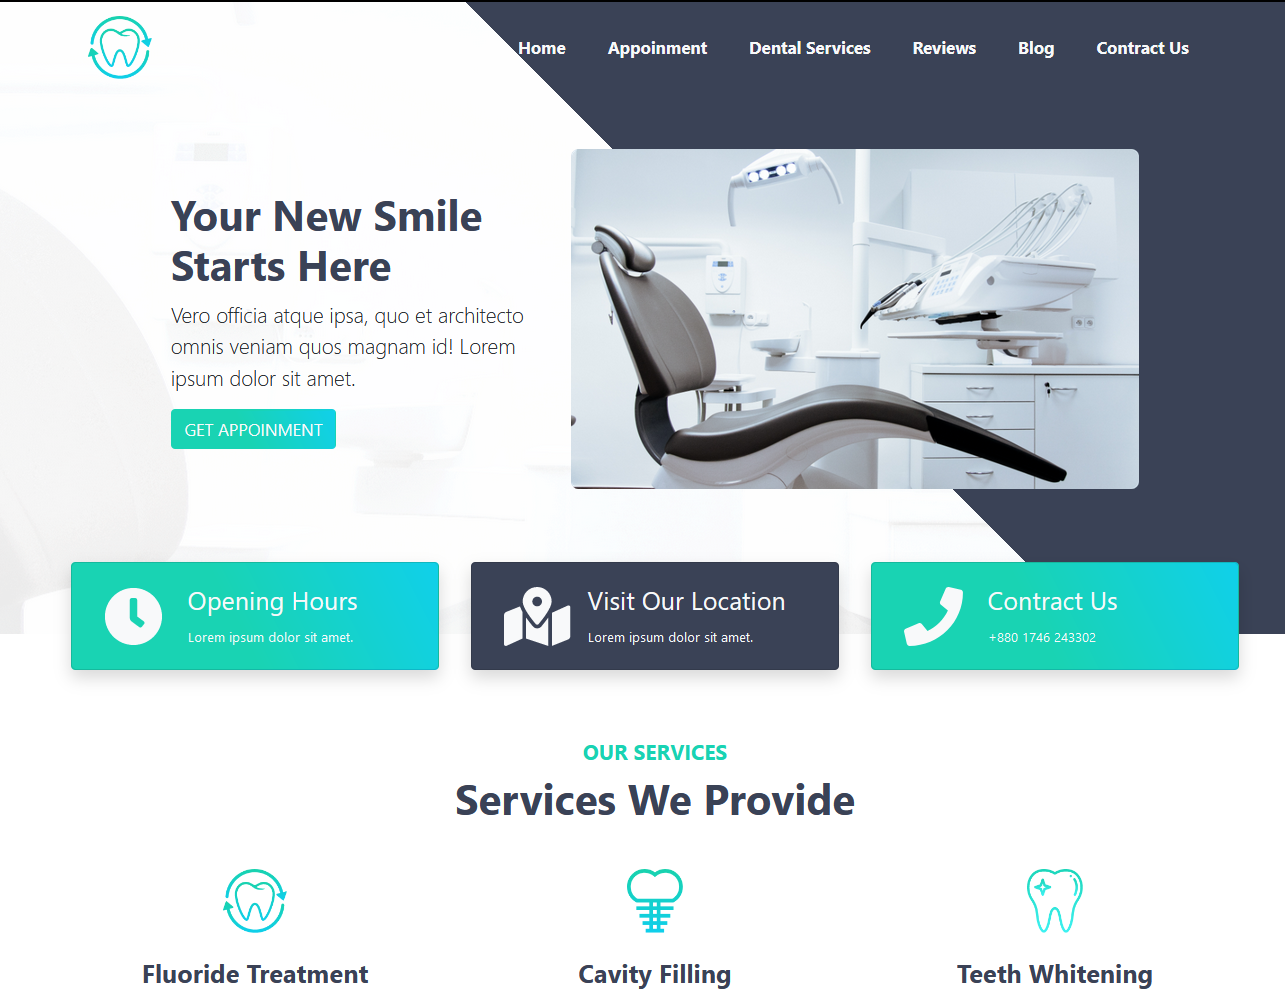 Home Appoinment Dental Services Reviews Blog Contract Us
Your New Smile
Starts Here
Vero officia atque ipsa, quo et architecto
omnis veniam quos magnam id! Lorem
ipsum dolor sit amet.
GET APPOINMENT
Opening Hours
Lorem ipsum dolor sit amet.
Visit Our Location
Lorem ipsum dolor sit amet.
Contract Us
+880 1746 243302
OUR SERVICES
Services We Provide
Fluoride Treatment
Cavity Filling
Teeth Whitening